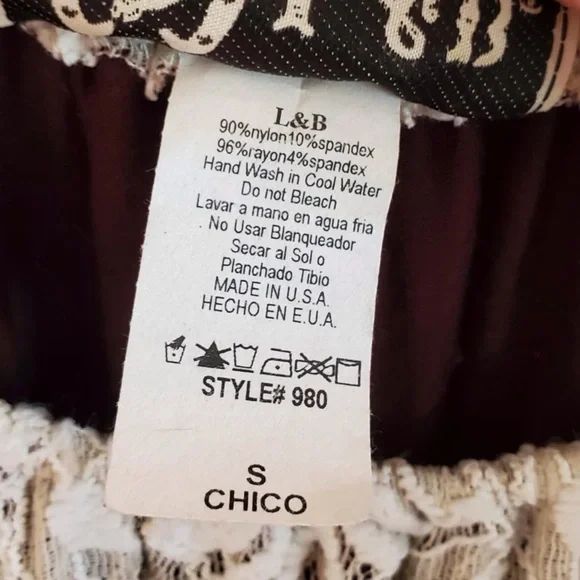 L&B
90%nylon10%spandex
96%rayon4%spandex
Hand Wash in Cool Water
Do not Bleach
Lavar a mano en agua fria
No Usar Blanqueador
Secar al Sol o
Planchado Tibio
MADE IN U.S.A.
HECHO EN E.U.A.
STYLE# 980
S
CHICO